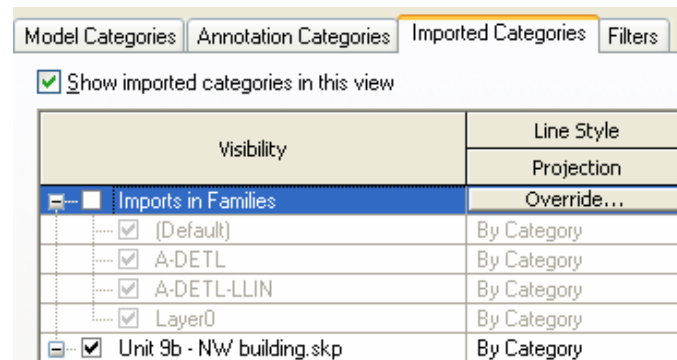 Model Categories Annotation Categories Imported Categories Filters
Show imported categories in this view
Visibility Line Style
Projection
Imports in Families Override...
(Default) By Category
A-DETL By Category
A-DETL-LLIN By Category
Layer0 By Category
Unit 9b - NW building.skp By Category